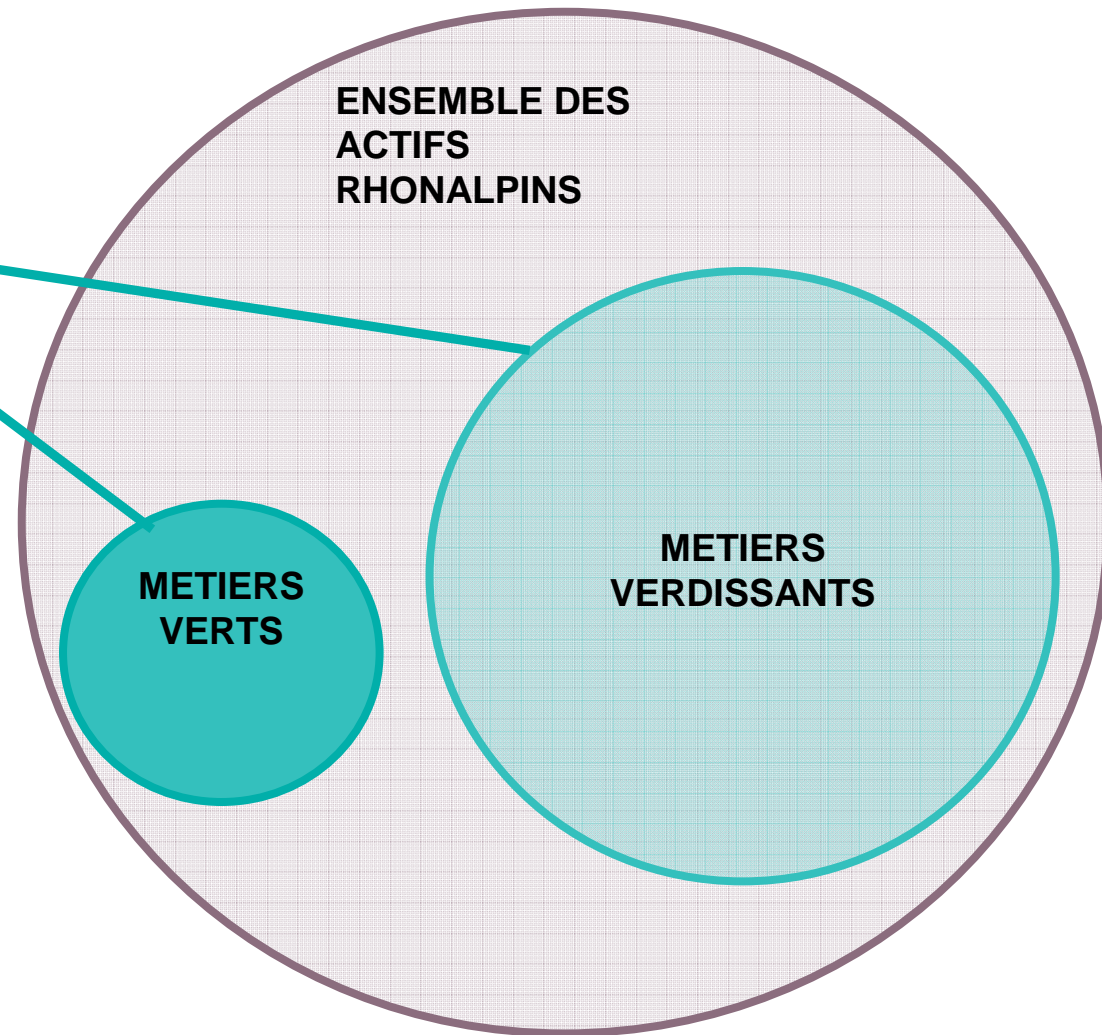 ENSEMBLE DES
ACTIFS
RHONALPINS
METIERS
VERTS
METIERS
VERDISSANTS